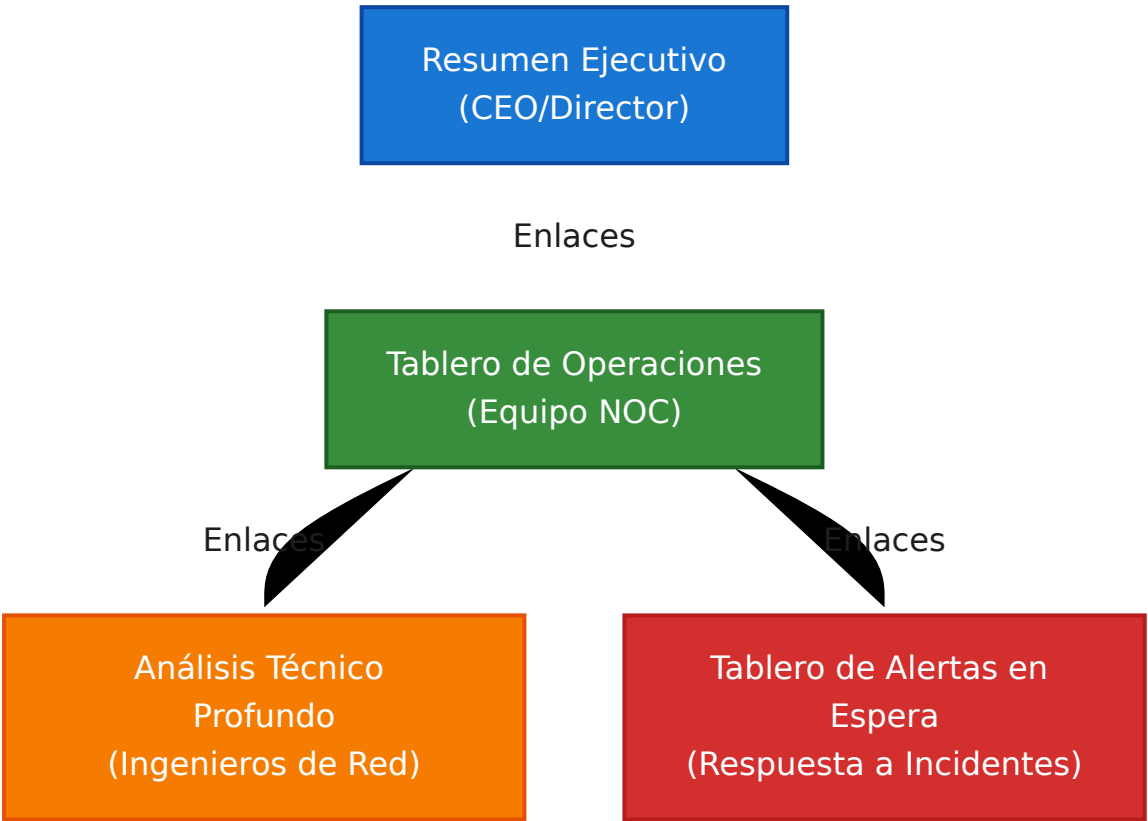 Resumen Ejecutivo
(CEO/Director)
Enlaces
Tablero de Operaciones
(Equipo NOC)
Enlaces
Enlaces
Análisis Técnico
Profundo
(Ingenieros de Red)
Tablero de Alertas en
Espera
(Respuesta a Incidentes)